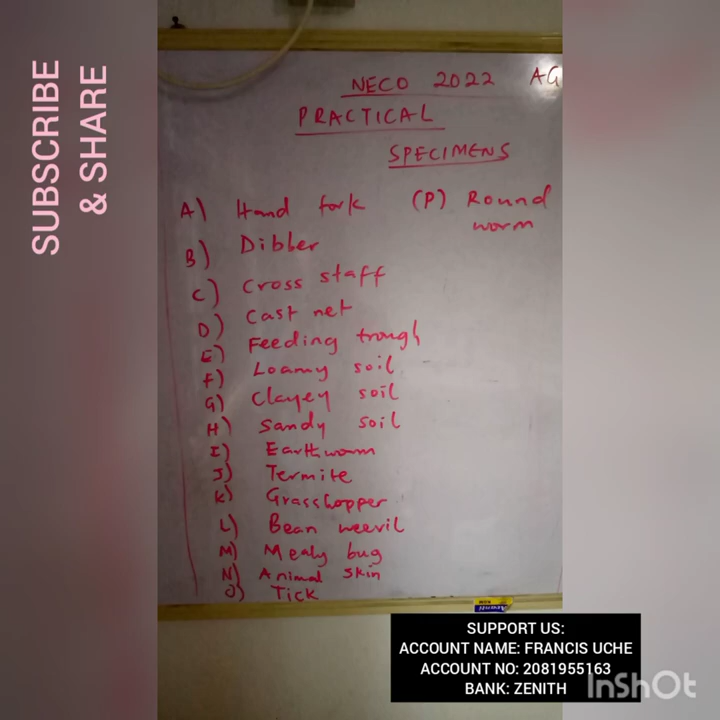 SUBSCRIBE
& SHARE
NECO 2022 AG
PRACTICAL
SPECIMENS
A) Hand fork
(P) Round
worm
B) Dibber
C) Cross staff
D) Cast net
E) Feeding trough
F) Loamy soil
G) Clayey soil
H) Sandy soil
I) Earthworm
J) Termite
K) Grasshopper
L) Bean weevil
M) Mealy bug
N) Animal skin
O) Tick
SUPPORT US:
ACCOUNT NAME: FRANCIS UCHE
ACCOUNT NO: 2081955163
BANK: ZENITH
InShOt